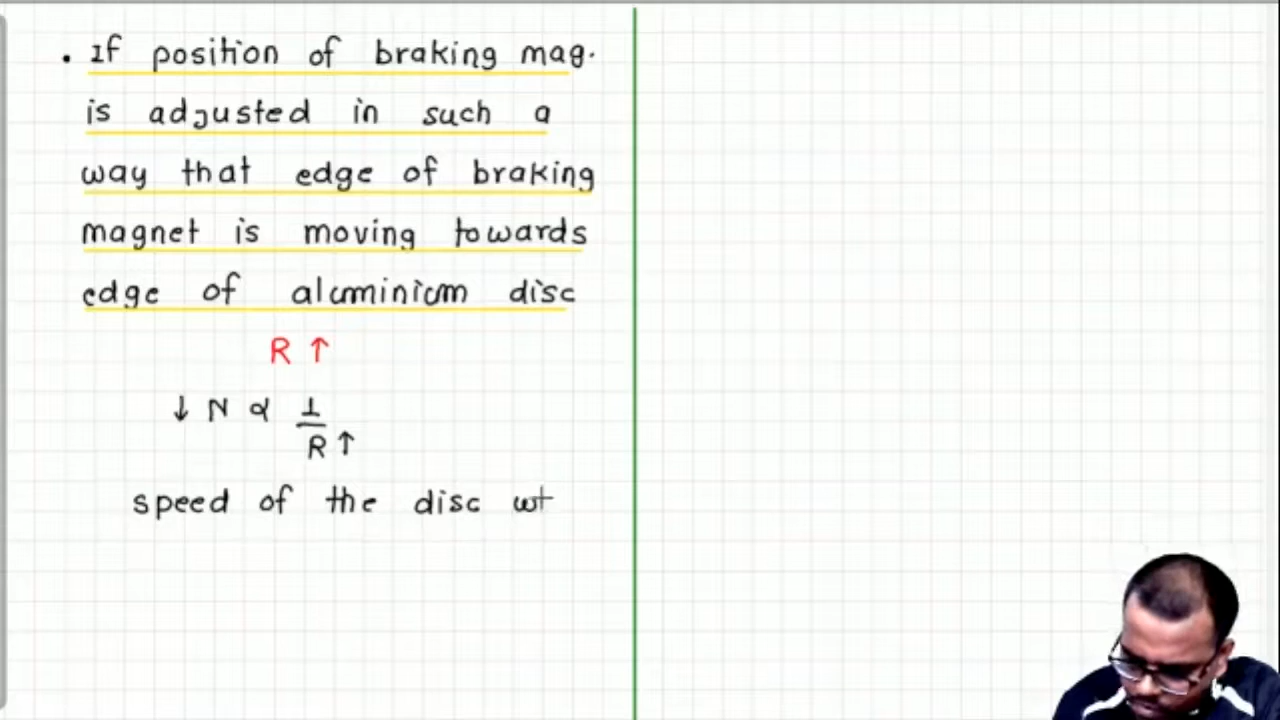 . If position of braking mag.
is adjusted in such a
way that edge of braking
magnet is moving towards
edge of aluminium disc
R ↑
↓ N ∝ 1/R ↑
speed of the disc